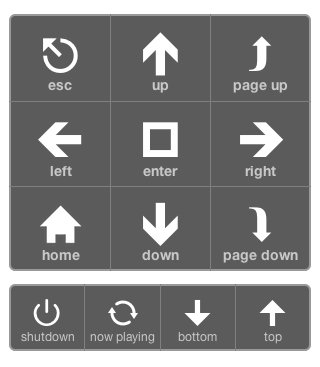 esc up page up
left enter right
home down page down
shutdown now playing bottom top